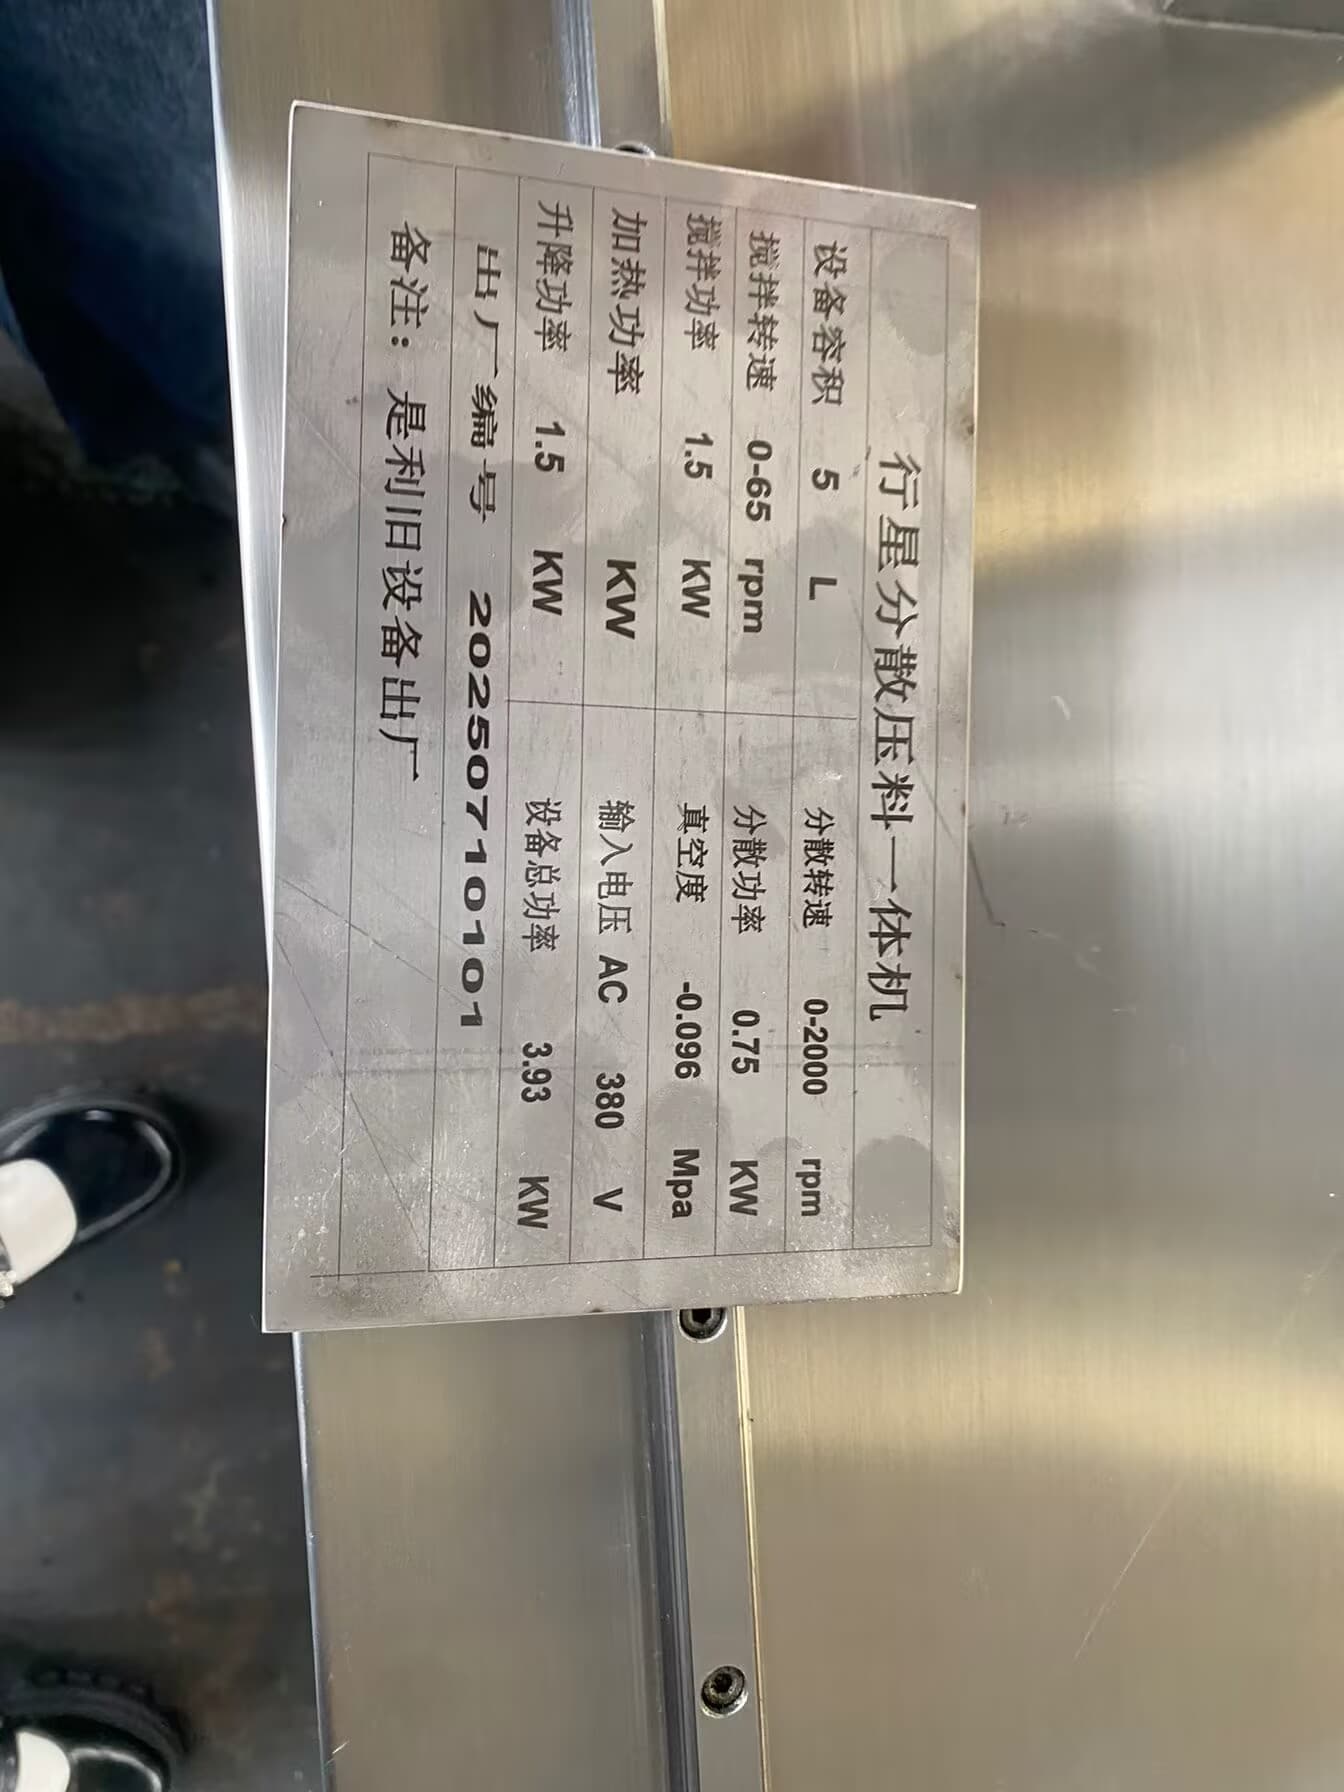 行星分散压料一体机
设备容积 5 L 分散转速 0-2000 rpm
搅拌转速 0-65 rpm 分散功率 0.75 KW
搅拌功率 1.5 KW 真空度 -0.096 Mpa
加热功率 KW 输入电压 AC 380 V
升降功率 1.5 KW 设备总功率 3.93 KW
出厂编号 20250710101
备注：是利旧设备出厂